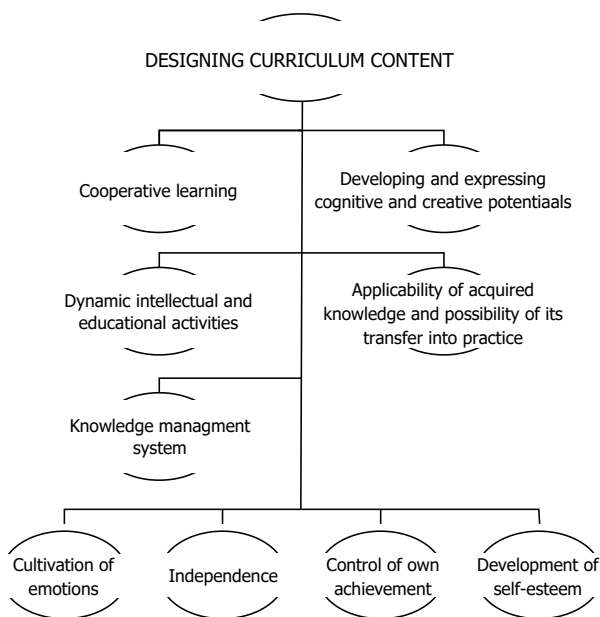 DESIGNING CURRICULUM CONTENT
Cooperative learning
Developing and expressing
cognitive and creative potentiaals
Dynamic intellectual and
educational activities
Applicability of acquired
knowledge and possibility of its
transfer into practice
Knowledge managment
system
Cultivation of
emotions
Independence
Control of own
achievement
Development of
self-esteem